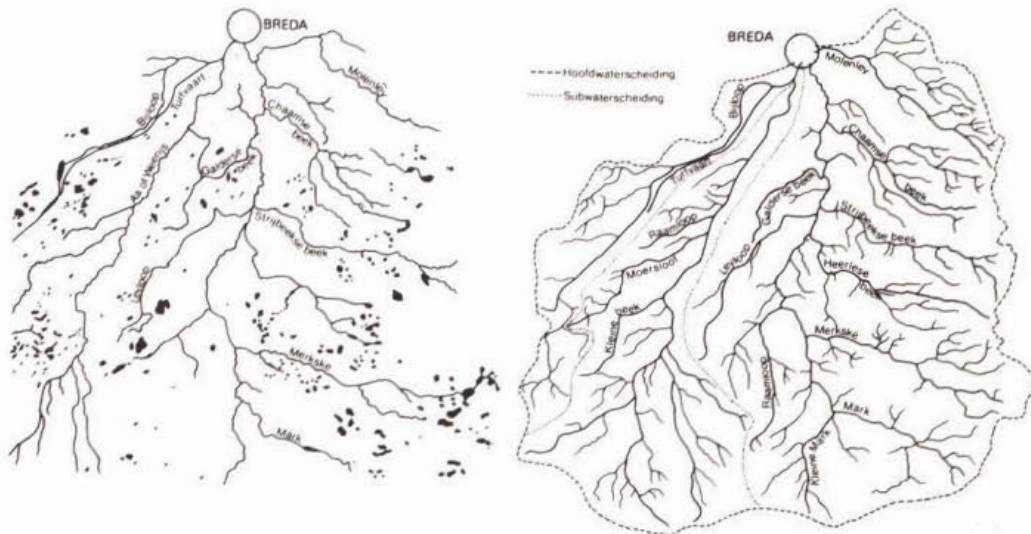 BREDA
Molenley
Bijloop
Turfvaart
Chaamse
beek
Aa of Weerijs
Galderse
beek
Strijbeekse beek
Leyloop
Merkske
Mark
BREDA
Molenley
Hoofdwaterscheiding
Subwaterscheiding
Bijloop
Chaamse
beek
Turfvaart
Galderse beek
Raamloop
Strijbeekse beek
Moersloot
Leyloop
Heerlese
beek
Kleine beek
Merkske
Raamloop
Mark
Kleine Mark